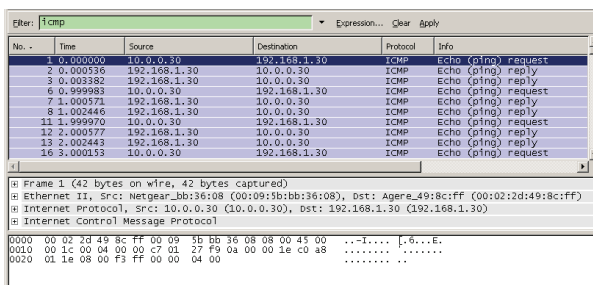 Filter: icmp Expression... Clear Apply
No. - Time Source Destination Protocol Info
1 0.000000 10.0.0.30 192.168.1.30 ICMP Echo (ping) request
2 0.000536 192.168.1.30 10.0.0.30 ICMP Echo (ping) reply
3 0.003382 192.168.1.30 10.0.0.30 ICMP Echo (ping) reply
6 0.999983 10.0.0.30 192.168.1.30 ICMP Echo (ping) request
7 1.000571 192.168.1.30 10.0.0.30 ICMP Echo (ping) reply
8 1.002446 192.168.1.30 10.0.0.30 ICMP Echo (ping) reply
11 1.999970 10.0.0.30 192.168.1.30 ICMP Echo (ping) request
12 2.000577 192.168.1.30 10.0.0.30 ICMP Echo (ping) reply
13 2.002443 192.168.1.30 10.0.0.30 ICMP Echo (ping) reply
16 3.000153 10.0.0.30 192.168.1.30 ICMP Echo (ping) request
Frame 1 (42 bytes on wire, 42 bytes captured)
Ethernet II, Src: Netgear_bb:36:08 (00:09:5b:bb:36:08), Dst: Agere_49:8c:ff (00:02:2d:49:8c:ff)
Internet Protocol, Src: 10.0.0.30 (10.0.0.30), Dst: 192.168.1.30 (192.168.1.30)
Internet Control Message Protocol
0000 00 02 2d 49 8c ff 00 09 5b bb 36 08 08 00 45 00 ..-I.... [.6...E.
0010 00 1c 00 04 00 00 c7 01 27 f9 0a 00 00 1e c0 a8 ........ '.......
0020 01 1e 08 00 f3 ff 00 00 04 00 ........ ..